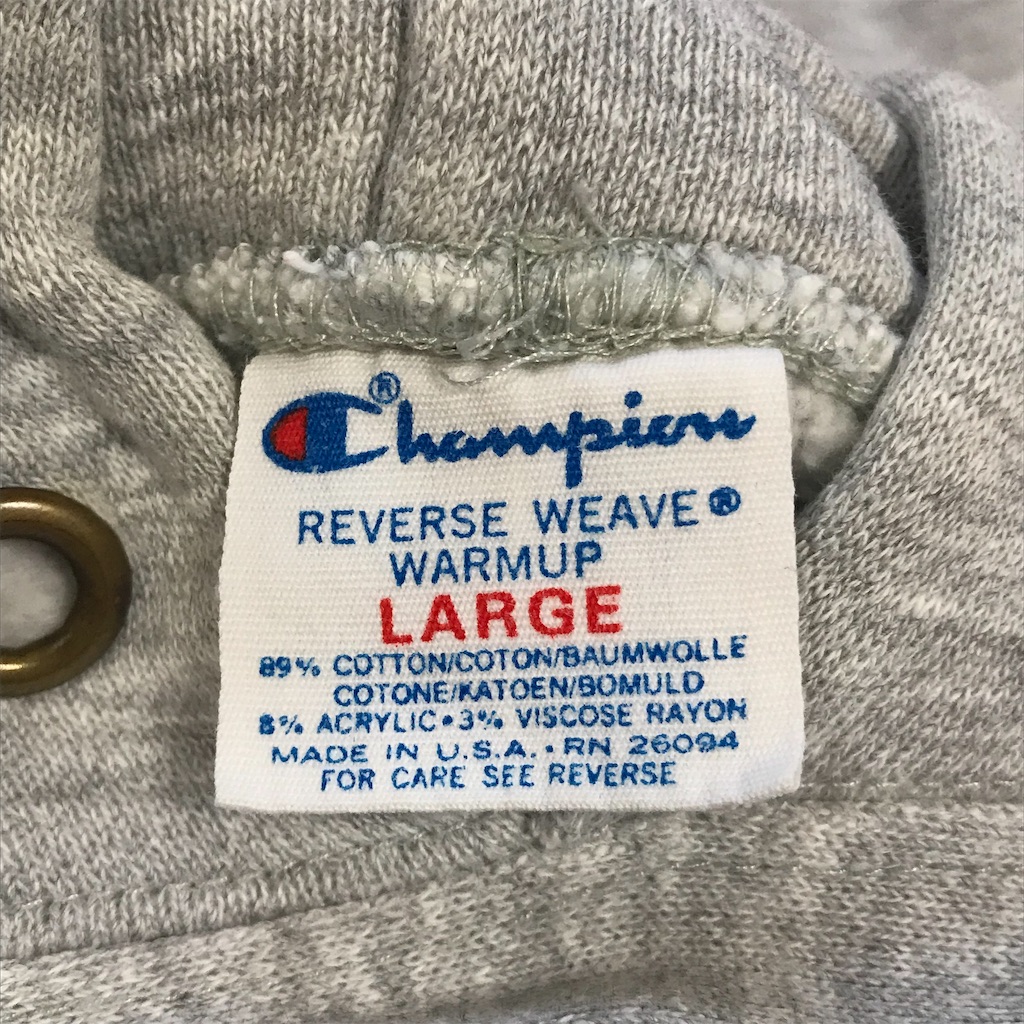 Champion®
REVERSE WEAVE®
WARMUP
LARGE
89% COTTON/COTON/BAUMWOLLE
COTONE/KATOEN/BOMULD
8% ACRYLIC•3% VISCOSE RAYON
MADE IN U.S.A. • RN 26094
FOR CARE SEE REVERSE